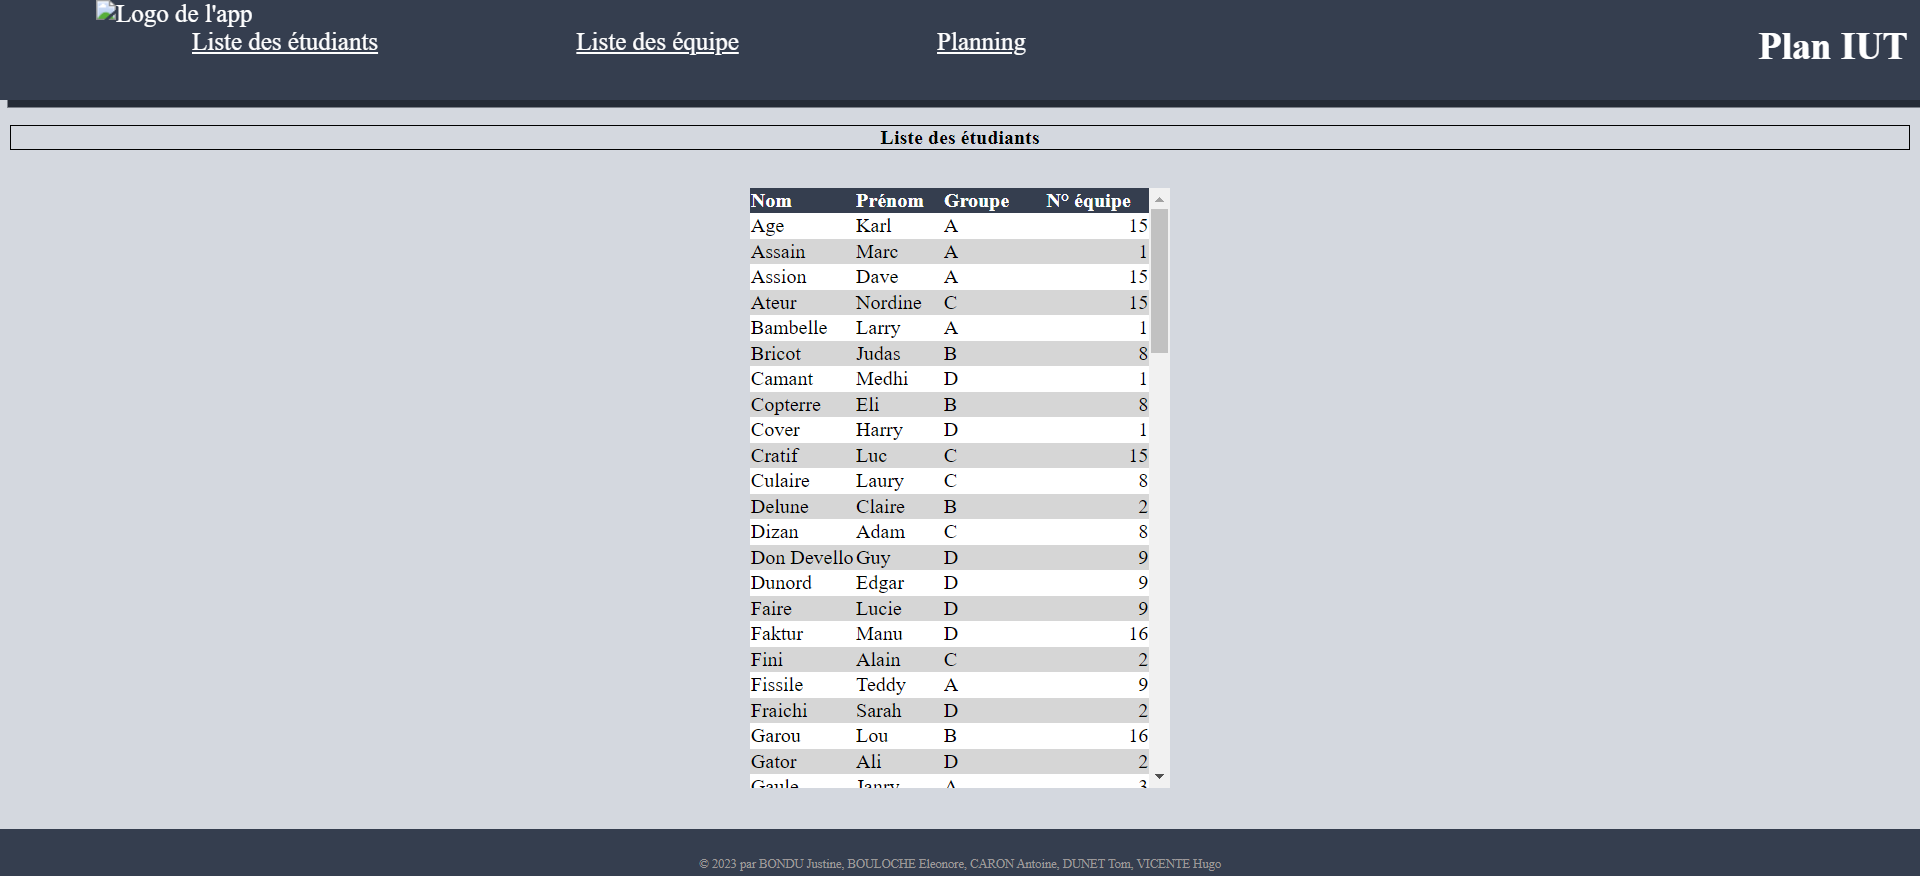 Logo de l'app
Liste des étudiants Liste des équipe Planning Plan IUT
Liste des étudiants
Nom Prénom Groupe N° équipe
Age Karl A 15
Assain Marc A 1
Assion Dave A 15
Ateur Nordine C 15
Bambelle Larry A 1
Bricot Judas B 8
Camant Medhi D 1
Copterre Eli B 8
Cover Harry D 1
Cratif Luc C 15
Culaire Laury C 8
Delune Claire B 2
Dizan Adam C 8
Don Devello Guy D 9
Dunord Edgar D 9
Faire Lucie D 9
Faktur Manu D 16
Fini Alain C 2
Fissile Teddy A 9
Fraichi Sarah D 2
Garou Lou B 16
Gator Ali D 2
Gaule Janry A 3
© 2023 par BONDU Justine, BOULOCHE Eleonore, CARON Antoine, DUNET Tom, VICENTE Hugo